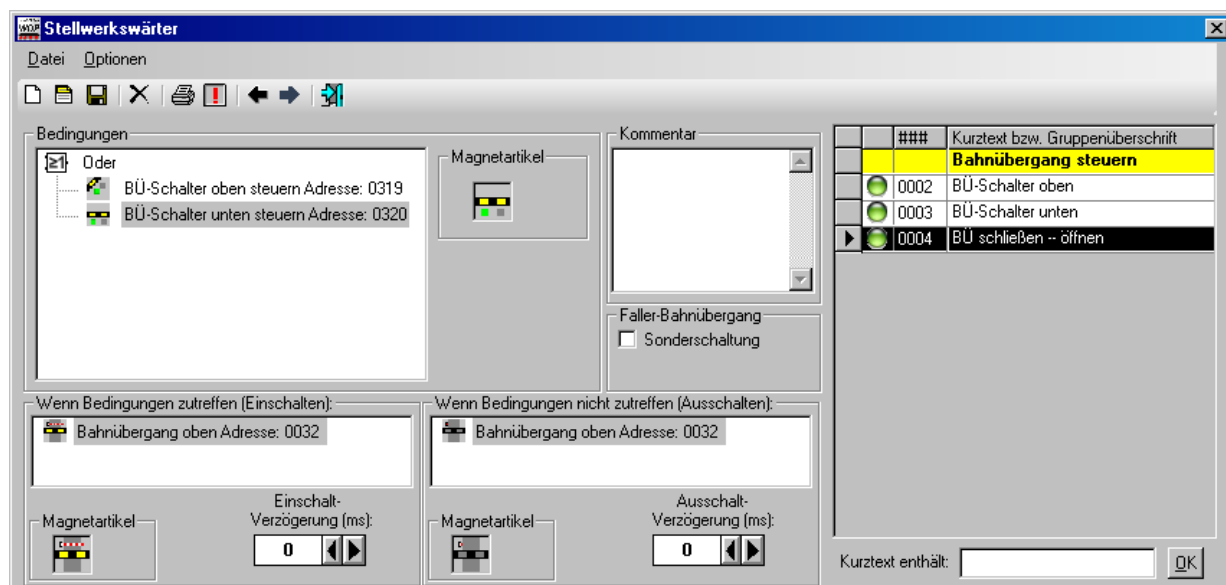 Stellwerkswärter
Datei Optionen
Bedingungen
≥1 Oder
BÜ-Schalter oben steuern Adresse: 0319
BÜ-Schalter unten steuern Adresse: 0320
Magnetartikel
Kommentar
Faller-Bahnübergang
Sonderschaltung
Wenn Bedingungen zutreffen (Einschalten):
Bahnübergang oben Adresse: 0032
Magnetartikel
Einschalt-
Verzögerung (ms):
0
Wenn Bedingungen nicht zutreffen (Ausschalten):
Bahnübergang oben Adresse: 0032
Magnetartikel
Ausschalt-
Verzögerung (ms):
0
### Kurztext bzw. Gruppenüberschrift
Bahnübergang steuern
0002 BÜ-Schalter oben
0003 BÜ-Schalter unten
0004 BÜ schließen -- öffnen
Kurztext enthält:
OK